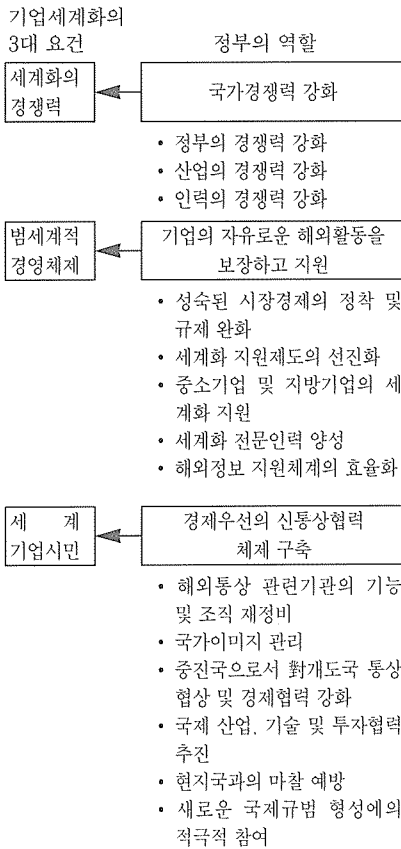 기업세계화의
3대 요건
정부의 역할
세계화의
경쟁력
국가경쟁력 강화
• 정부의 경쟁력 강화
• 산업의 경쟁력 강화
• 인력의 경쟁력 강화
범세계적
경영체제
기업의 자유로운 해외활동을
보장하고 지원
• 성숙된 시장경제의 정착 및
규제 완화
• 세계화 지원제도의 선진화
• 중소기업 및 지방기업의 세
계화 지원
• 세계화 전문인력 양성
• 해외정보 지원체계의 효율화
세 계
기업시민
경제우선의 신통상협력
체제 구축
• 해외통상 관련기관의 기능
및 조직 재정비
• 국가이미지 관리
• 중진국으로서 對개도국 통상
협상 및 경제협력 강화
• 국제 산업, 기술 및 투자협력
추진
• 현지국과의 마찰 예방
• 새로운 국제규범 형성에의
적극적 참여